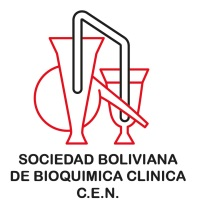 SOCIEDAD BOLIVIANA
DE BIOQUIMICA CLINICA
C.E.N.